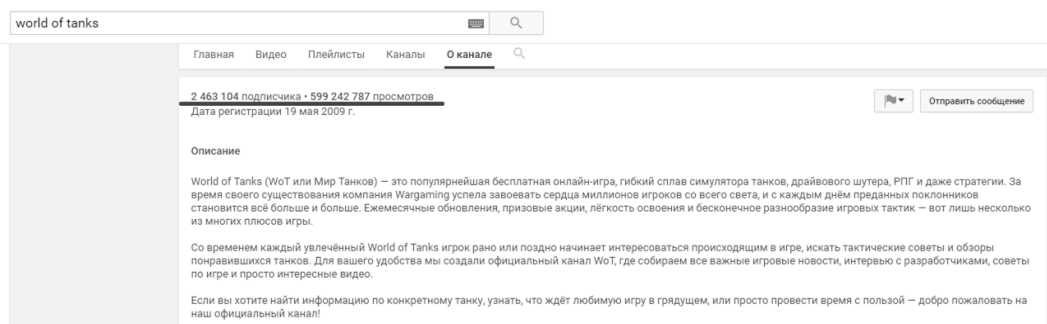 world of tanks
Главная Видео Плейлисты Каналы О канале
2 463 104 подписчика • 599 242 787 просмотров
Дата регистрации 19 мая 2009 г.
Отправить сообщение
Описание
World of Tanks (WoT или Мир Танков) — это популярнейшая бесплатная онлайн-игра, гибкий сплав симулятора танков, драйвового шутера, РПГ и даже стратегии. За
время своего существования компания Wargaming успела завоевать сердца миллионов игроков со всего света, и с каждым днём преданных поклонников
становится всё больше и больше. Ежемесячные обновления, призовые акции, лёгкость освоения и бесконечное разнообразие игровых тактик — вот лишь несколько
из многих плюсов игры.
Со временем каждый увлечённый World of Tanks игрок рано или поздно начинает интересоваться происходящим в игре, искать тактические советы и обзоры
понравившихся танков. Для вашего удобства мы создали официальный канал WoT, где собираем все важные игровые новости, интервью с разработчиками, советы
по игре и просто интересные видео.
Если вы хотите найти информацию по конкретному танку, узнать, что ждёт любимую игру в грядущем, или просто провести время с пользой — добро пожаловать на
наш официальный канал!